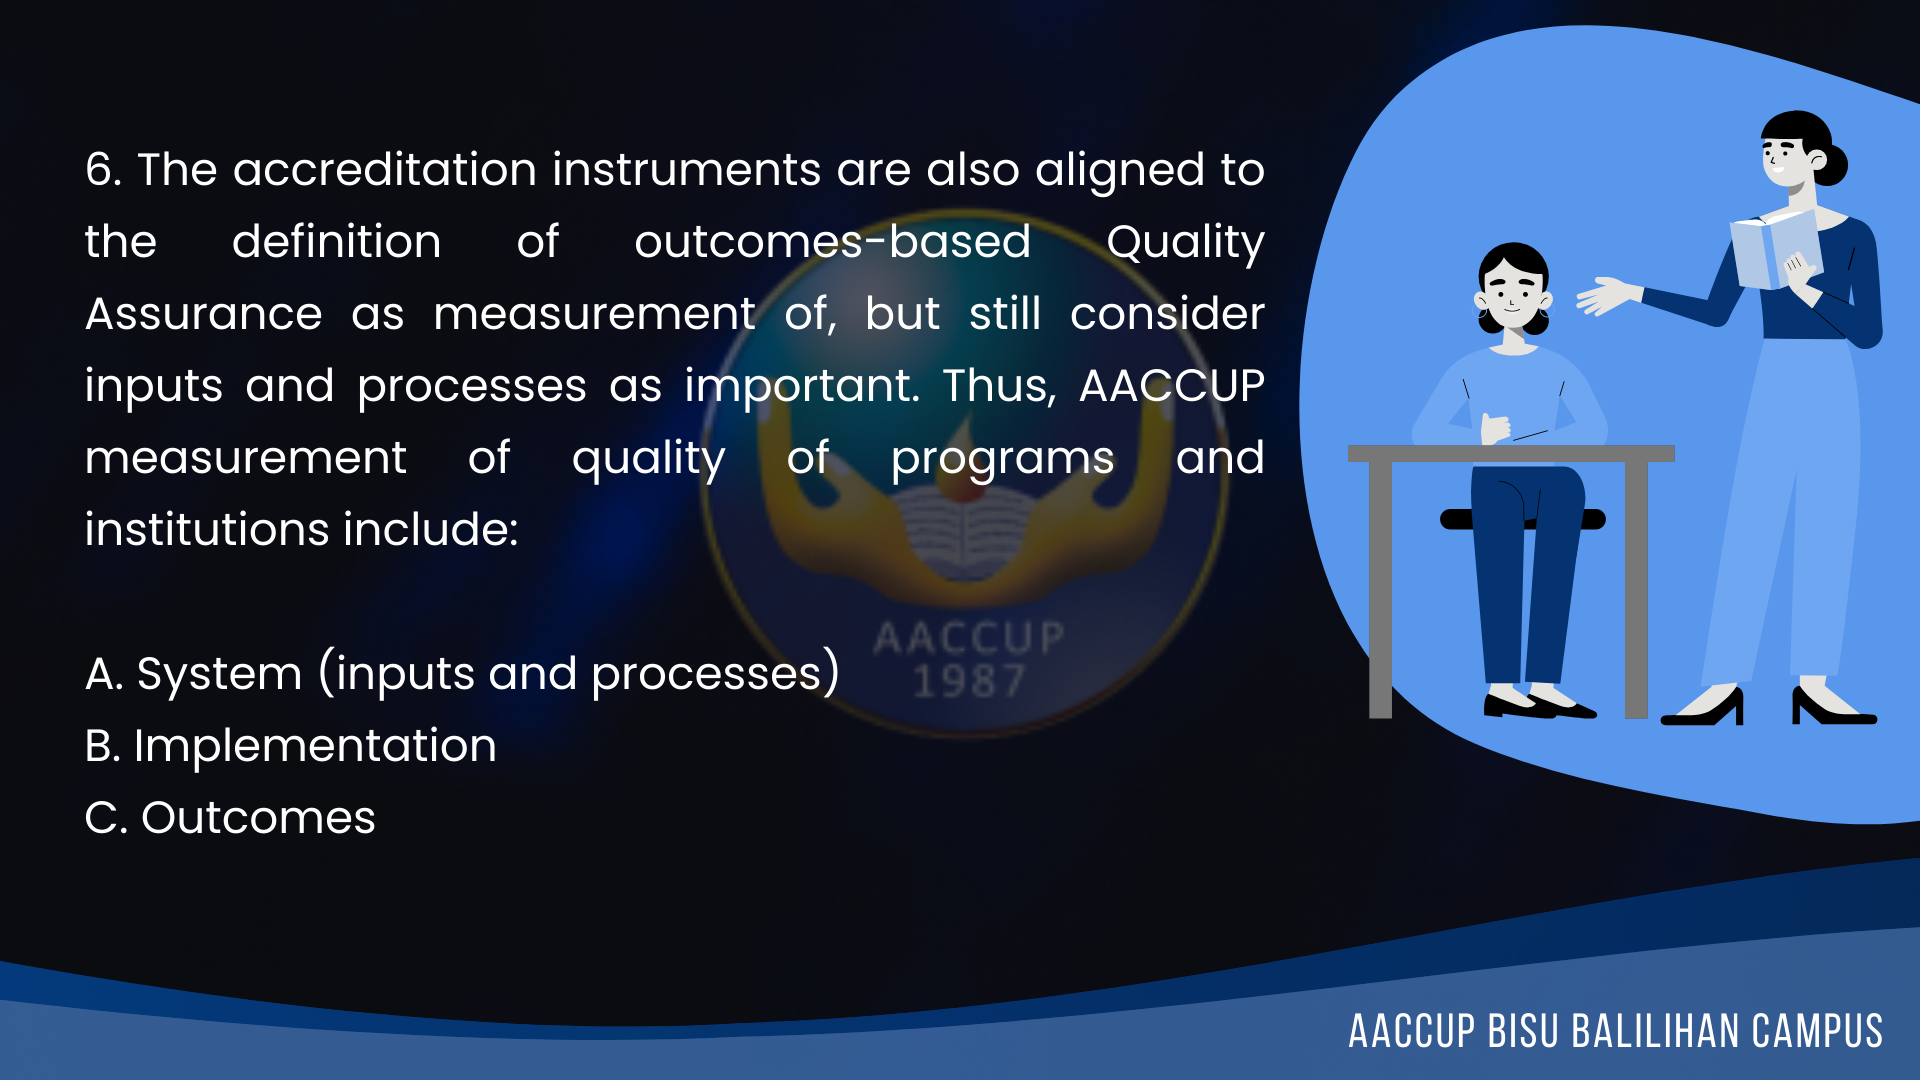 6. The accreditation instruments are also aligned to
the definition of outcomes-based Quality
Assurance as measurement of, but still consider
inputs and processes as important. Thus, AACCUP
measurement of quality of programs and
institutions include:
A. System (inputs and processes)
B. Implementation
C. Outcomes
AACCUP
1987
AACCUP BISU BALILIHAN CAMPUS